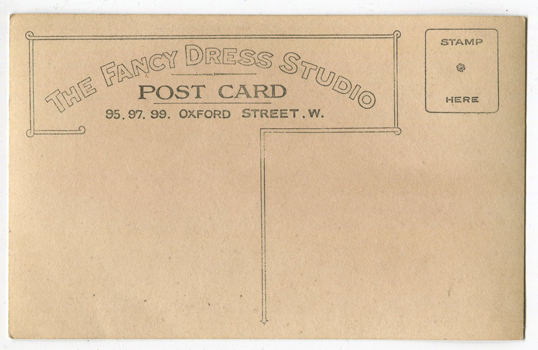 THE FANCY DRESS STUDIO
POST CARD
95. 97. 99. OXFORD STREET. W.
STAMP
HERE